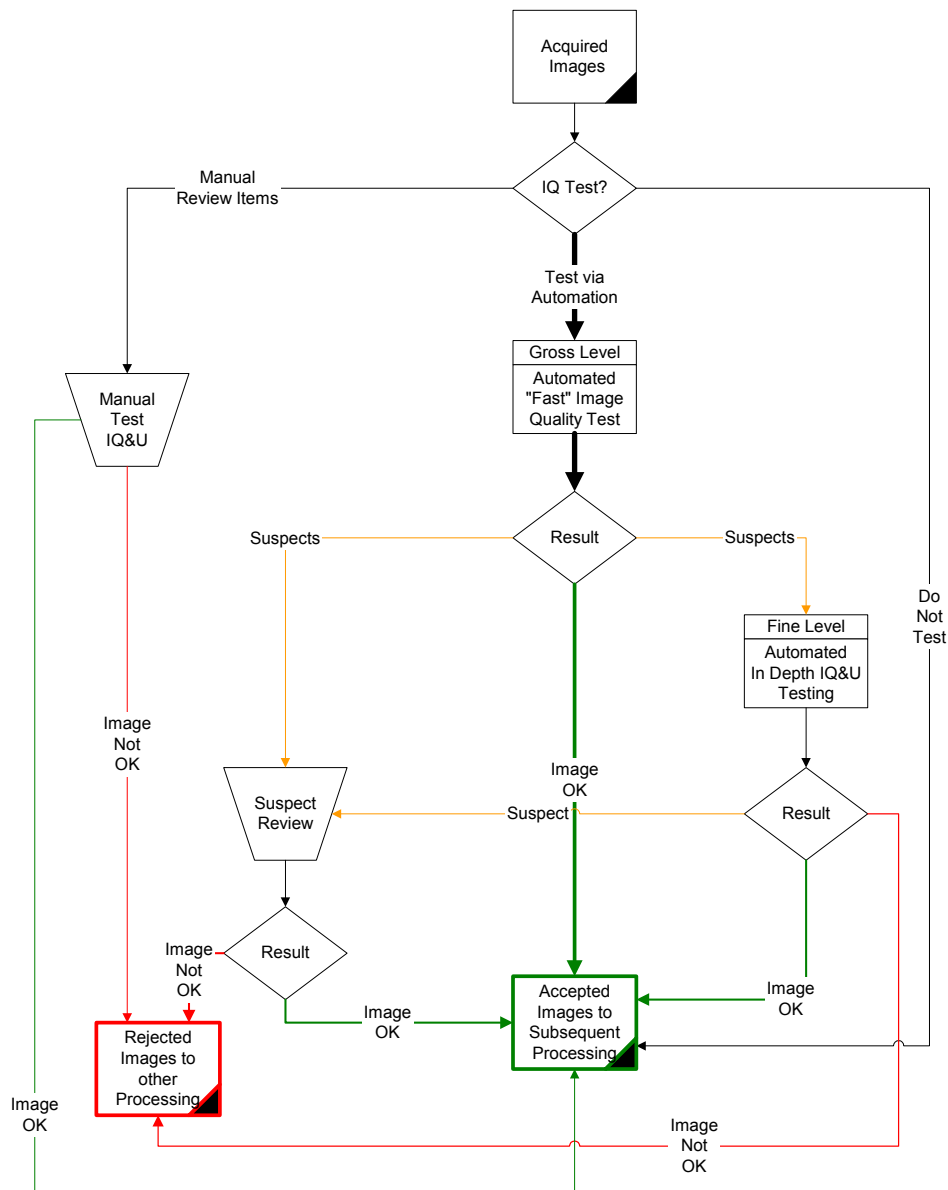 Acquired
Images
Manual
Review Items
IQ Test?
Test via
Automation
Gross Level
Automated
"Fast" Image
Quality Test
Manual
Test
IQ&U
Suspects
Result
Suspects
Do
Not
Test
Fine Level
Automated
In Depth IQ&U
Testing
Image
Not
OK
Image
OK
Suspect
Review
Suspect
Result
Result
Image
Not
OK
Image
OK
Accepted
Images to
Subsequent
Processing
Image
OK
Rejected
Images to
other
Processing
Image
OK
Image
Not
OK